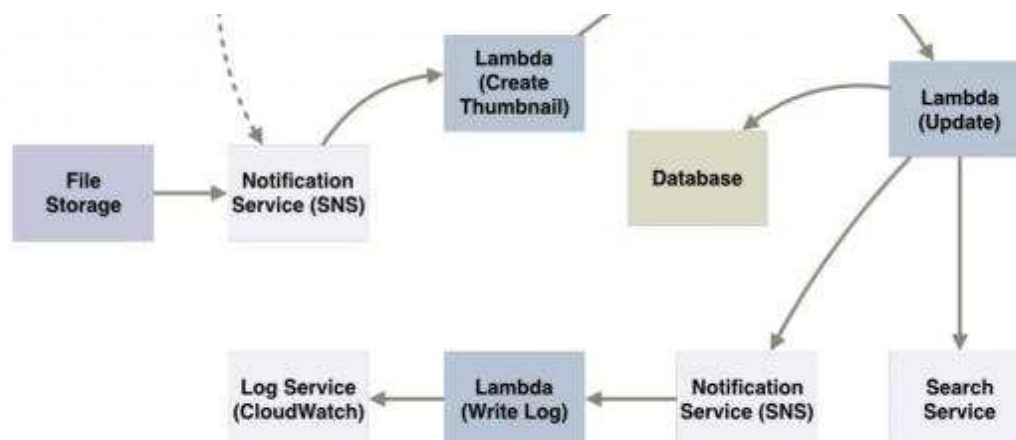 Lambda
(Create
Thumbnail)
Lambda
(Update)
File
Storage
Notification
Service (SNS)
Database
Log Service
(CloudWatch)
Lambda
(Write Log)
Notification
Service (SNS)
Search
Service